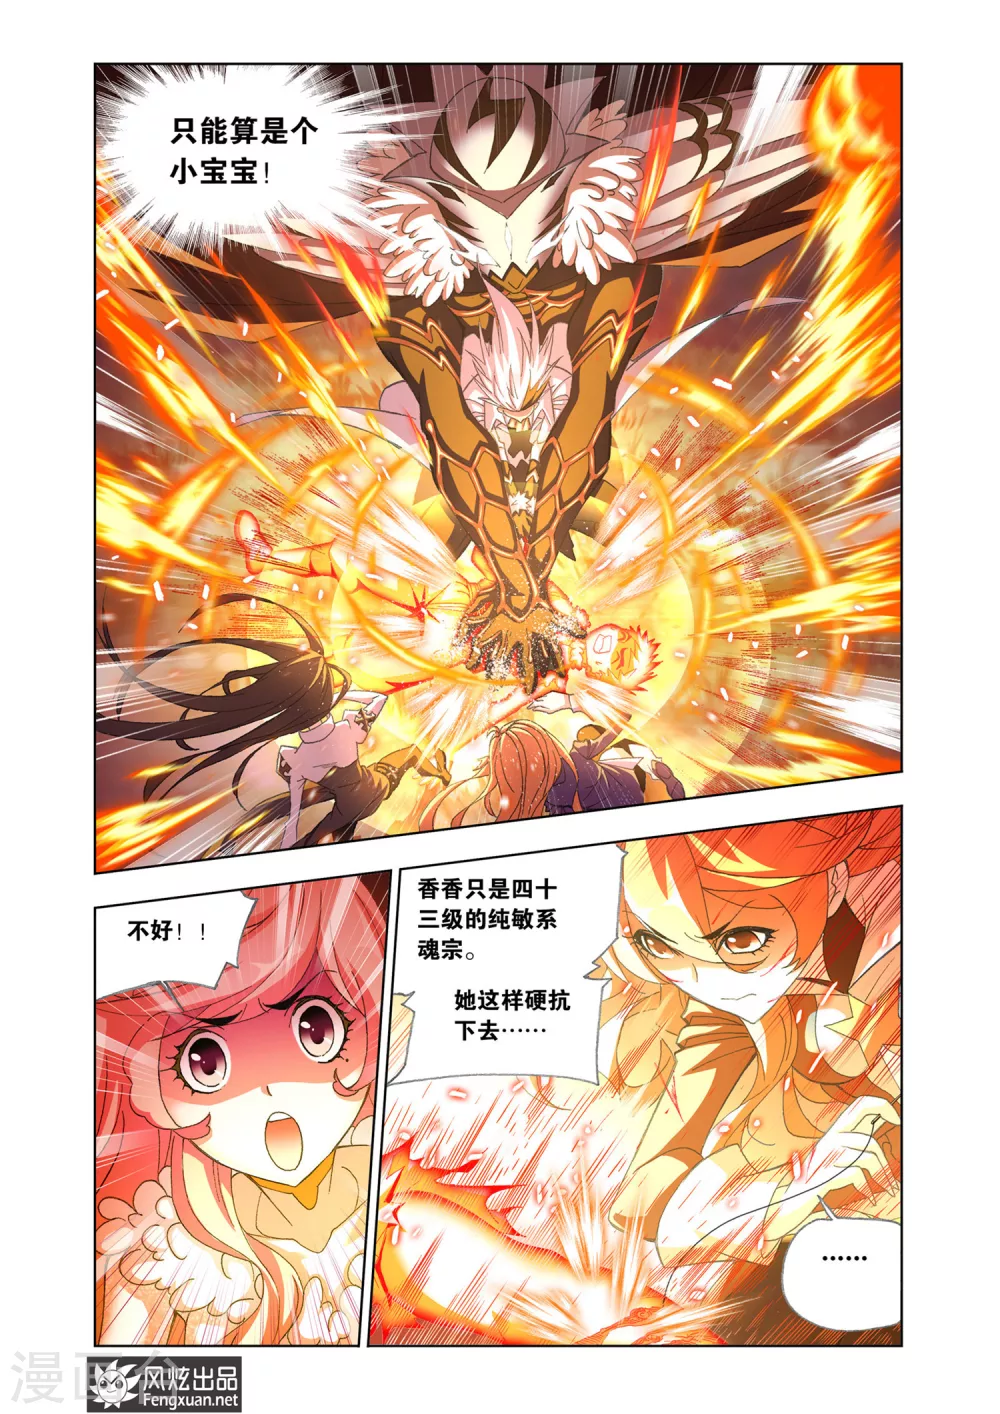 只能算是个
小宝宝！
不好！！
香香只是四十
三级的纯敏系
魂宗。
她这样硬抗
下去……
……
漫画台
风炫出品
Fengxuan.net